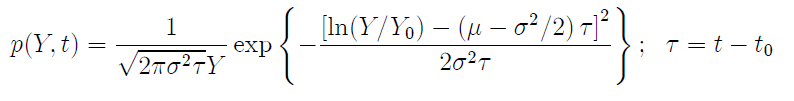 p(Y, t) = \frac{1}{\sqrt{2\pi\sigma^2\tau}Y} \exp\left\{-\frac{[\ln(Y/Y_0) - (\mu - \sigma^2/2)\,\tau]^2}{2\sigma^2\tau}\right\}; \tau = t - t_0